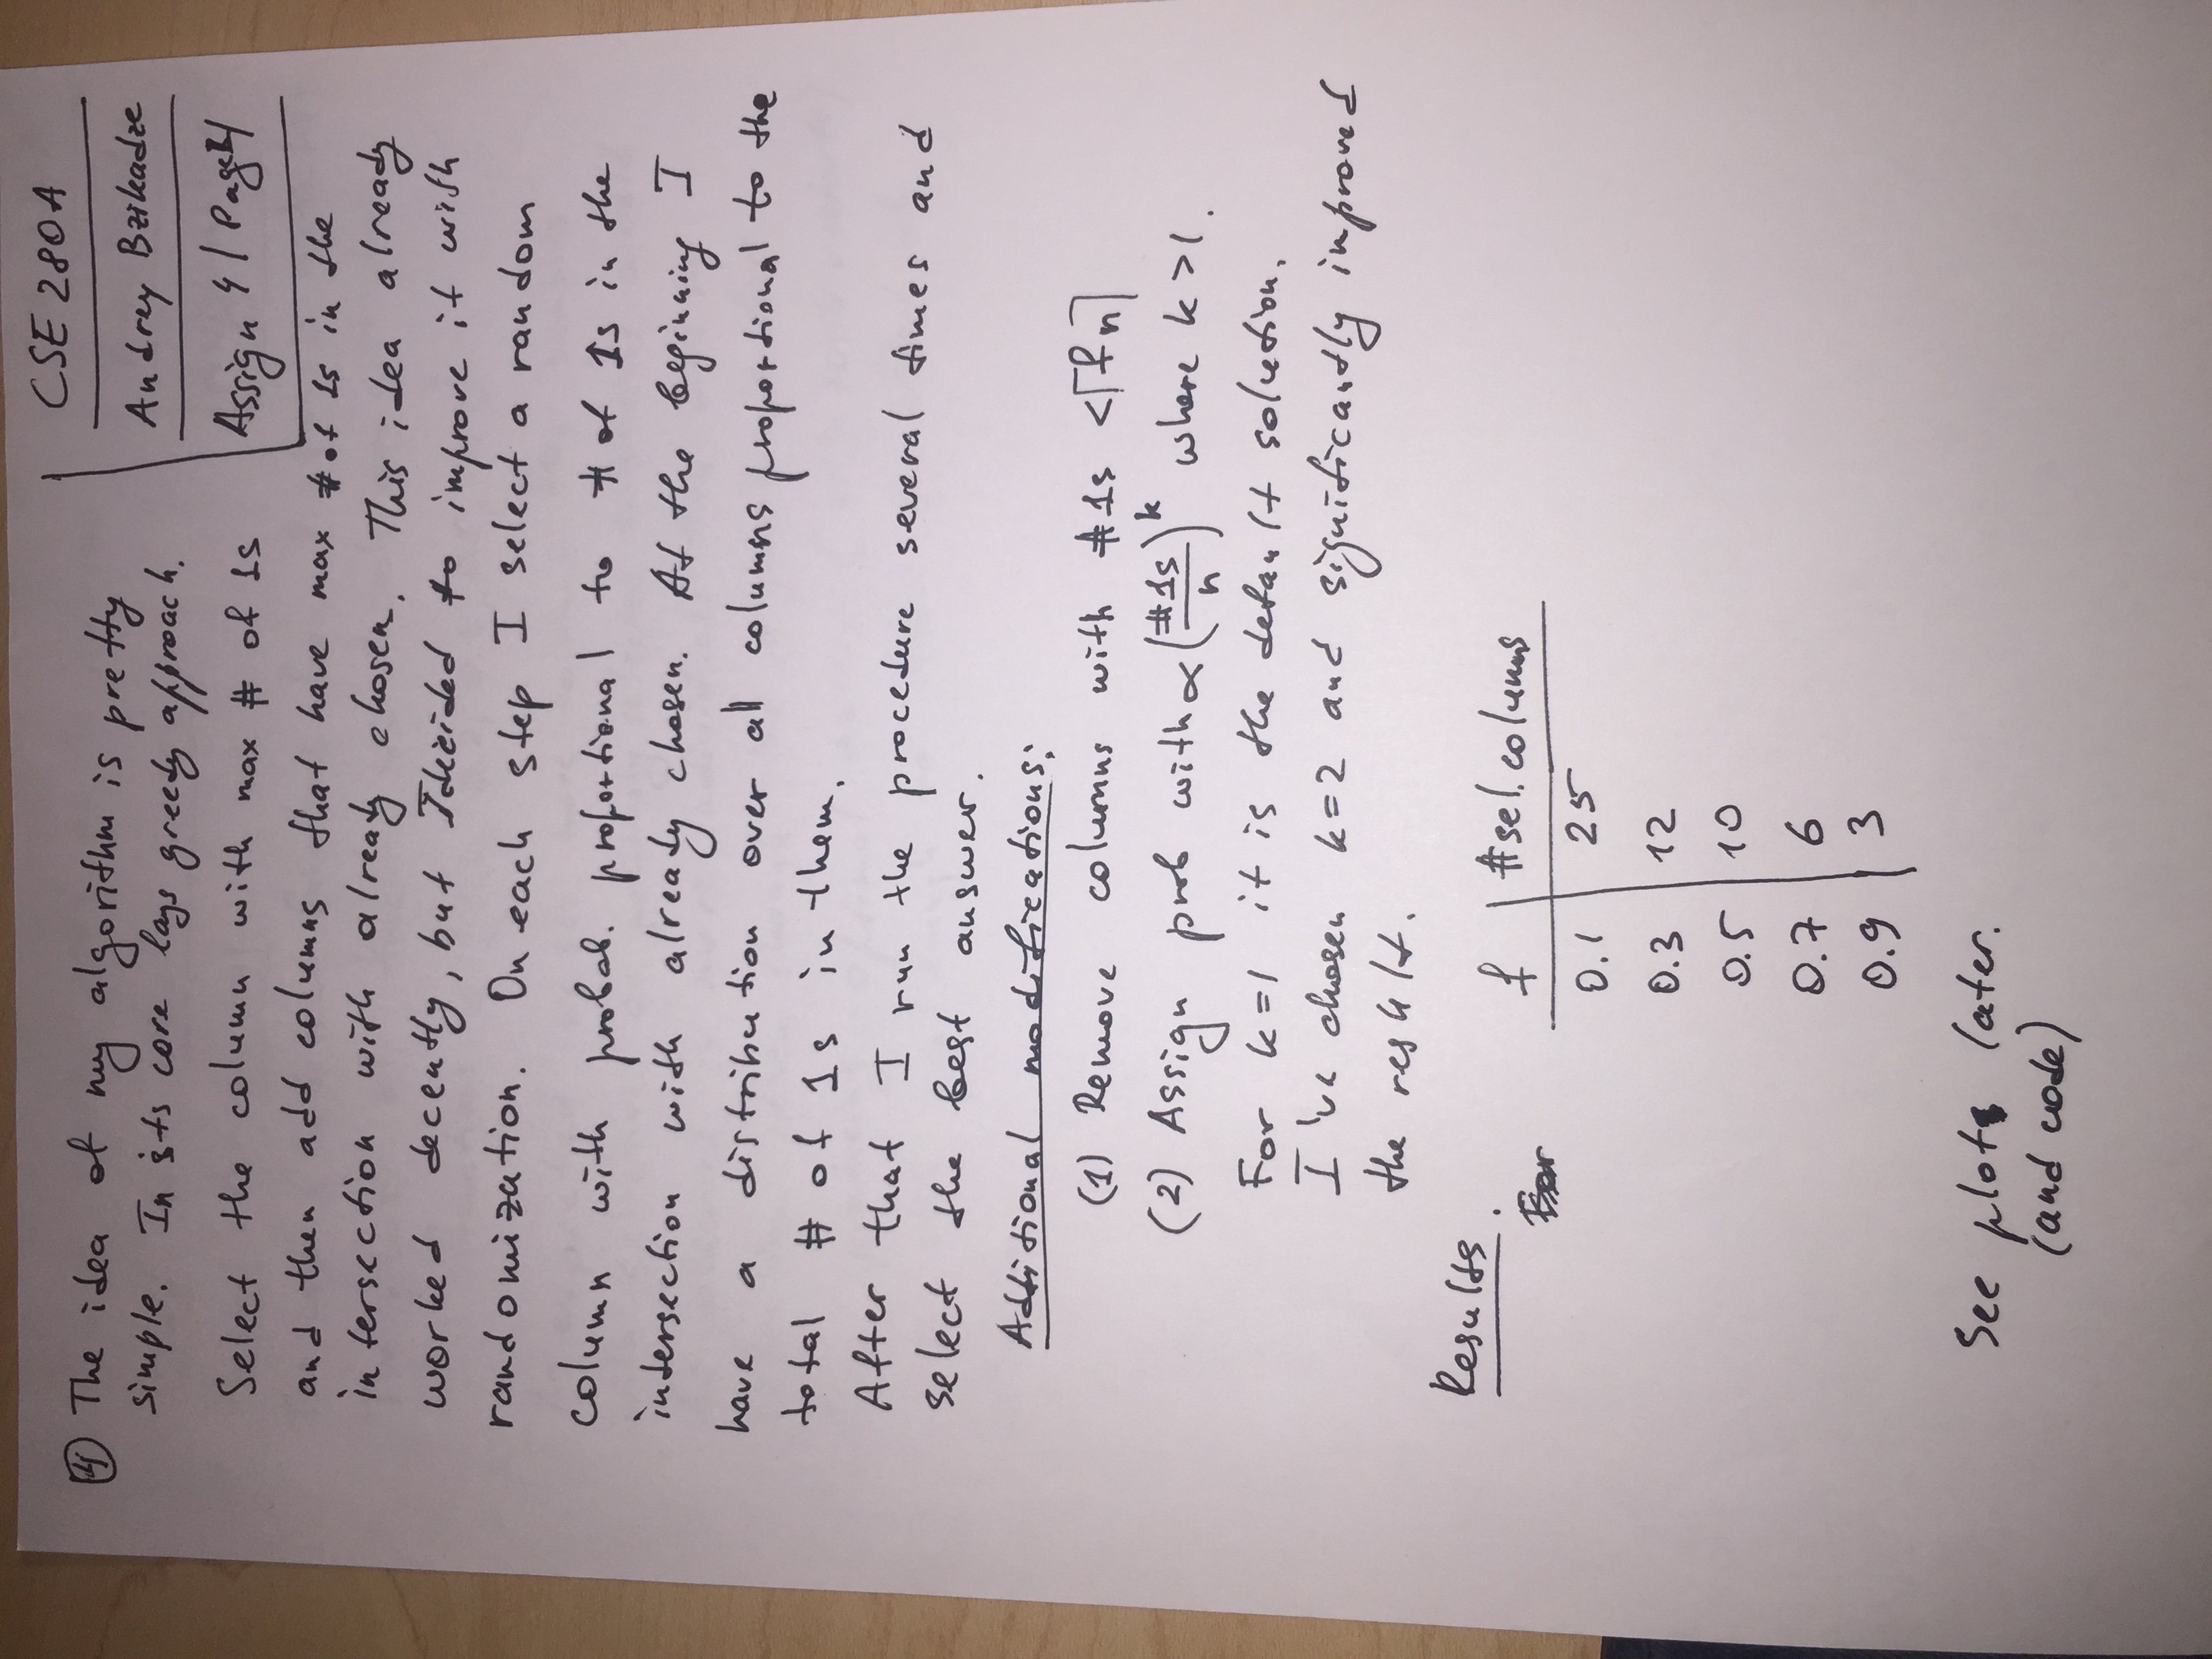 CSE 280A
Andrey Bzikadze
Assign 4 / Page
④ The idea of my algorithm is pretty
simple. In its core lays greedy approach.
Select the column with max # of 1s
and then add columns that have max # of 1s in the
intersection with already chosen. This idea already
worked decently, but I decided to improve it with
randomization. On each step I select a random
column with probab. proportional to # of 1s in the
intersection with already chosen. At the beginning I
have a distribution over all columns proportional to the
total # of 1s in them.
After that I run the procedure several times and
select the best answer.
Additional modifications:
(1) Remove columns with #1s < ⌈fn⌉
(2) Assign prob with ∝ (#1s/n)^k where k > 1.
For k=1 it is the default solution.
I've chosen k=2 and significantly improved
the result.
Results.
f | #sel. columns
0.1 | 25
0.3 | 12
0.5 | 10
0.7 | 6
0.9 | 3
See plots later.
(and code)